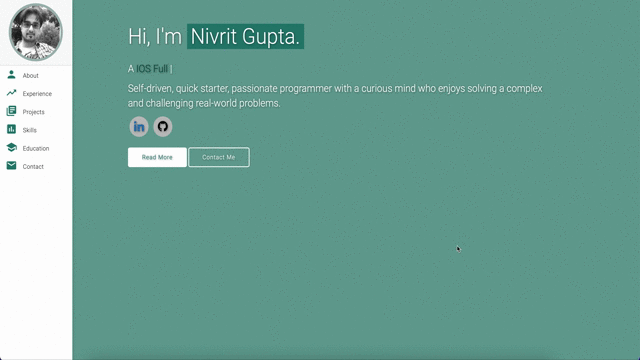 Hi, I'm Nivrit Gupta.
A IOS Full |
Self-driven, quick starter, passionate programmer with a curious mind who enjoys solving a complex
and challenging real-world problems.
in
Read More
Contact Me
About
Experience
Projects
Skills
Education
Contact